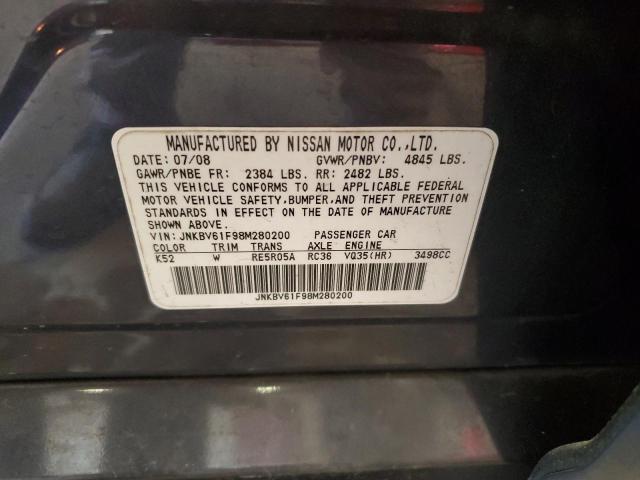 MANUFACTURED BY NISSAN MOTOR CO.,LTD.
DATE: 07/08 GVWR/PNBV: 4845 LBS.
GAWR/PNBE FR: 2384 LBS. RR: 2482 LBS.
THIS VEHICLE CONFORMS TO ALL APPLICABLE FEDERAL
MOTOR VEHICLE SAFETY,BUMPER,AND THEFT PREVENTION
STANDARDS IN EFFECT ON THE DATE OF MANUFACTURE
SHOWN ABOVE.
VIN: JNKBV61F98M280200 PASSENGER CAR
COLOR TRIM TRANS AXLE ENGINE
K52 W RE5R05A RC36 VQ35(HR) 3498CC
JNKBV61F98M280200